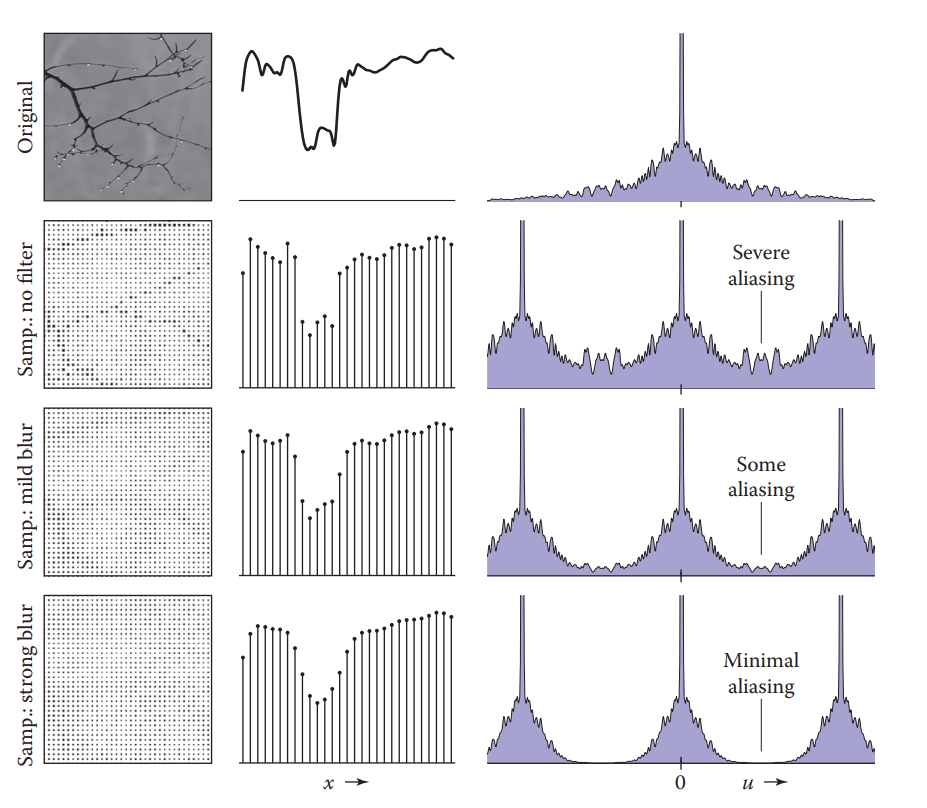 Original
Samp.: no filter
Severe
aliasing
Samp.: mild blur
Some
aliasing
Samp.: strong blur
Minimal
aliasing
x
0
u